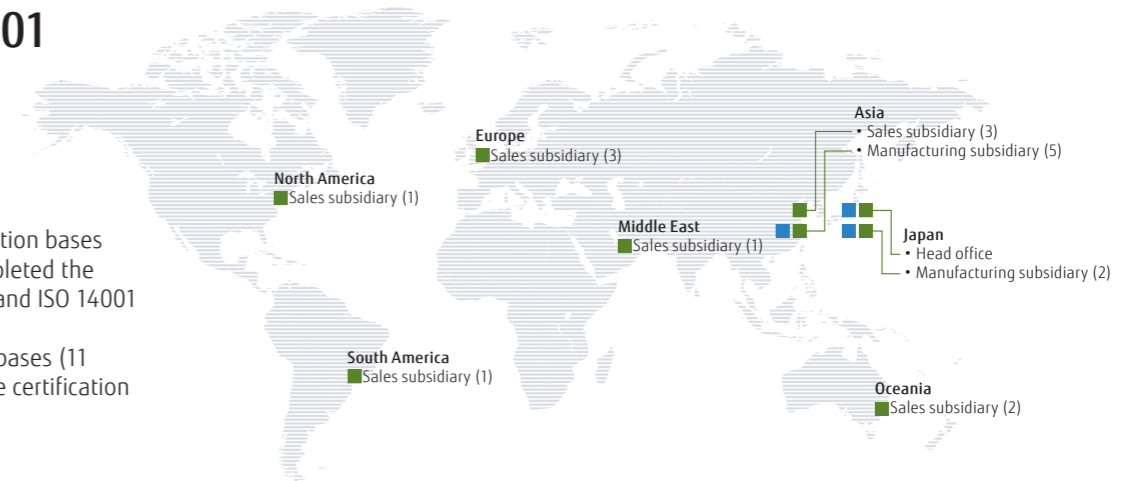 01
tion bases
pleted the
and ISO 14001
bases (11
e certification
North America
Sales subsidiary (1)
Europe
Sales subsidiary (3)
Middle East
Sales subsidiary (1)
South America
Sales subsidiary (1)
Asia
• Sales subsidiary (3)
• Manufacturing subsidiary (5)
Japan
• Head office
• Manufacturing subsidiary (2)
Oceania
Sales subsidiary (2)